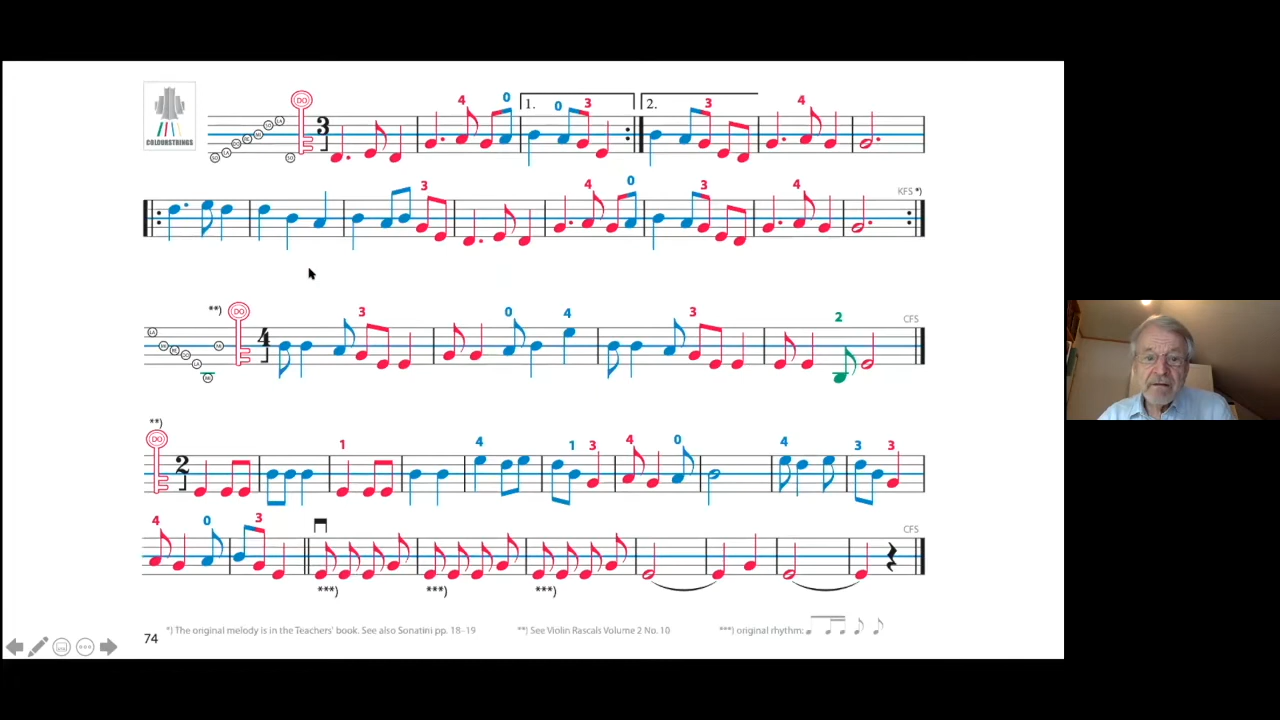 COLOURSTRINGS
DO
3
4 0 1. 0 3 2. 3 4
KFS *)
3 4 0 3 4
**) DO
4
3 0 4 3 2
CFS
**)
DO
2
1 4 1 3 4 0 4 3 3
4 0 3
CFS
***) ***) ***)
74
*) The original melody is in the Teachers' book. See also Sonatini pp. 18–19
**) See Violin Rascals Volume 2 No. 10
***) original rhythm: